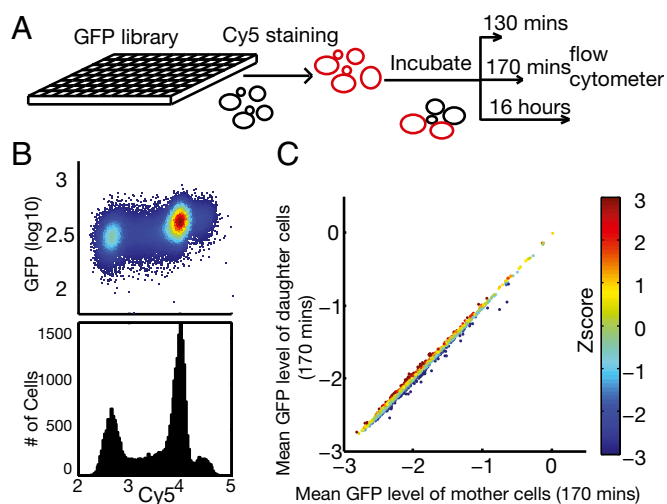 A
GFP library
Cy5 staining
Incubate
130 mins
170 mins
16 hours
flow
cytometer
B
GFP (log10)
3
2.5
2
# of Cells
1500
1000
500
0
2
3
4
5
Cy5
C
Mean GFP level of daughter cells
(170 mins)
0
−1
−2
−3
−3
−2
−1
0
Mean GFP level of mother cells (170 mins)
3
2
1
0
−1
−2
−3
Zscore